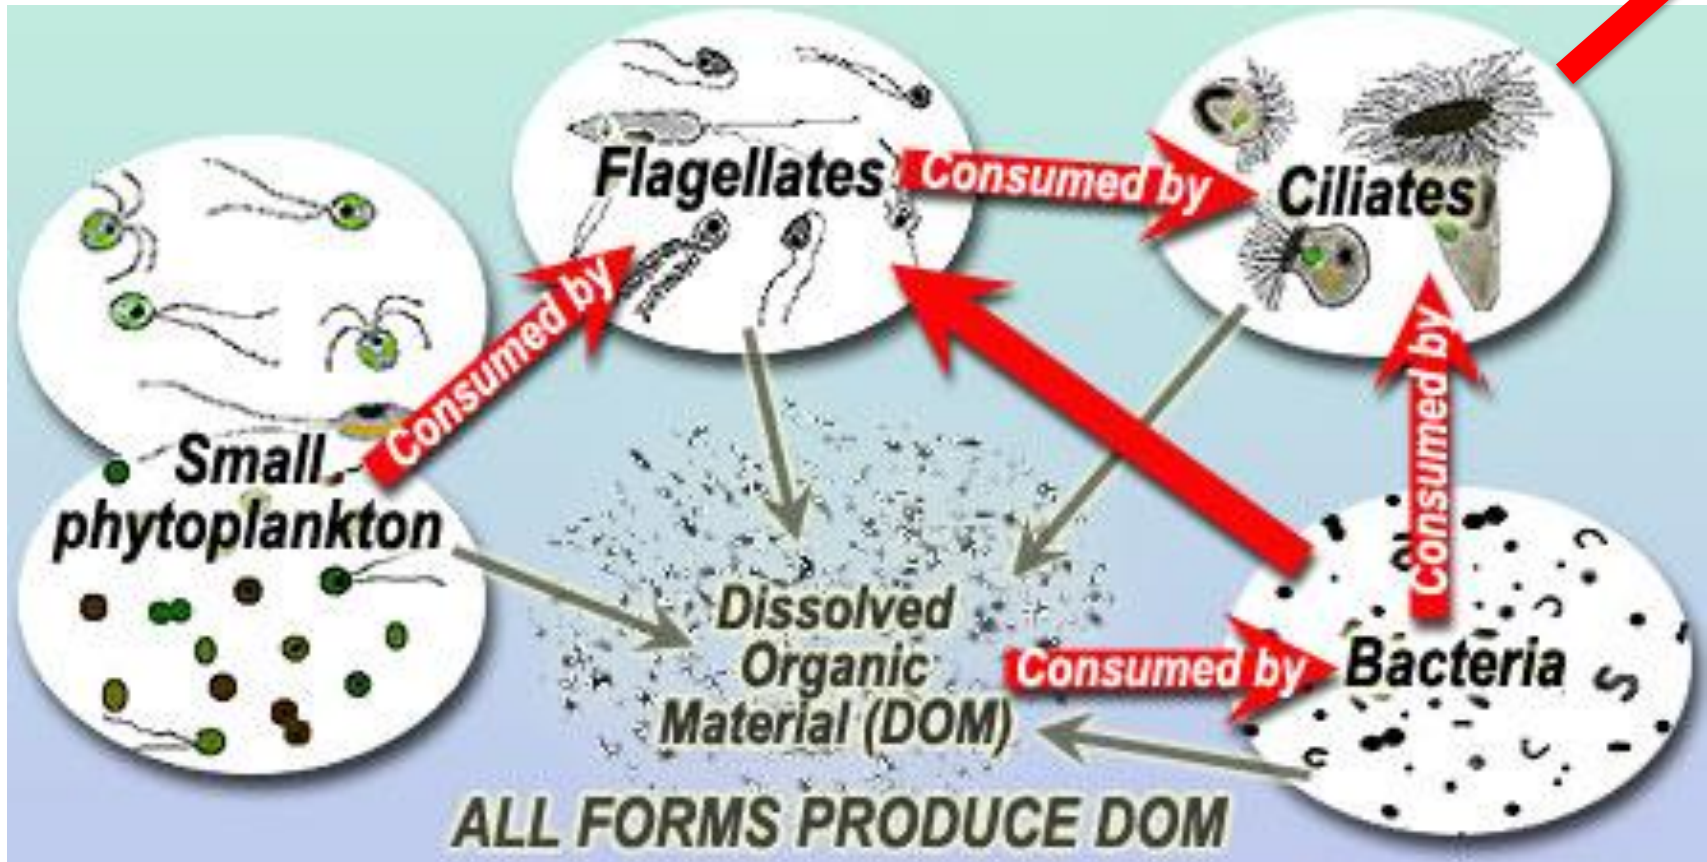 Flagellates
Consumed by
Ciliates
Consumed by
Consumed by
Small
phytoplankton
Dissolved
Organic
Material (DOM)
Consumed by
Bacteria
ALL FORMS PRODUCE DOM